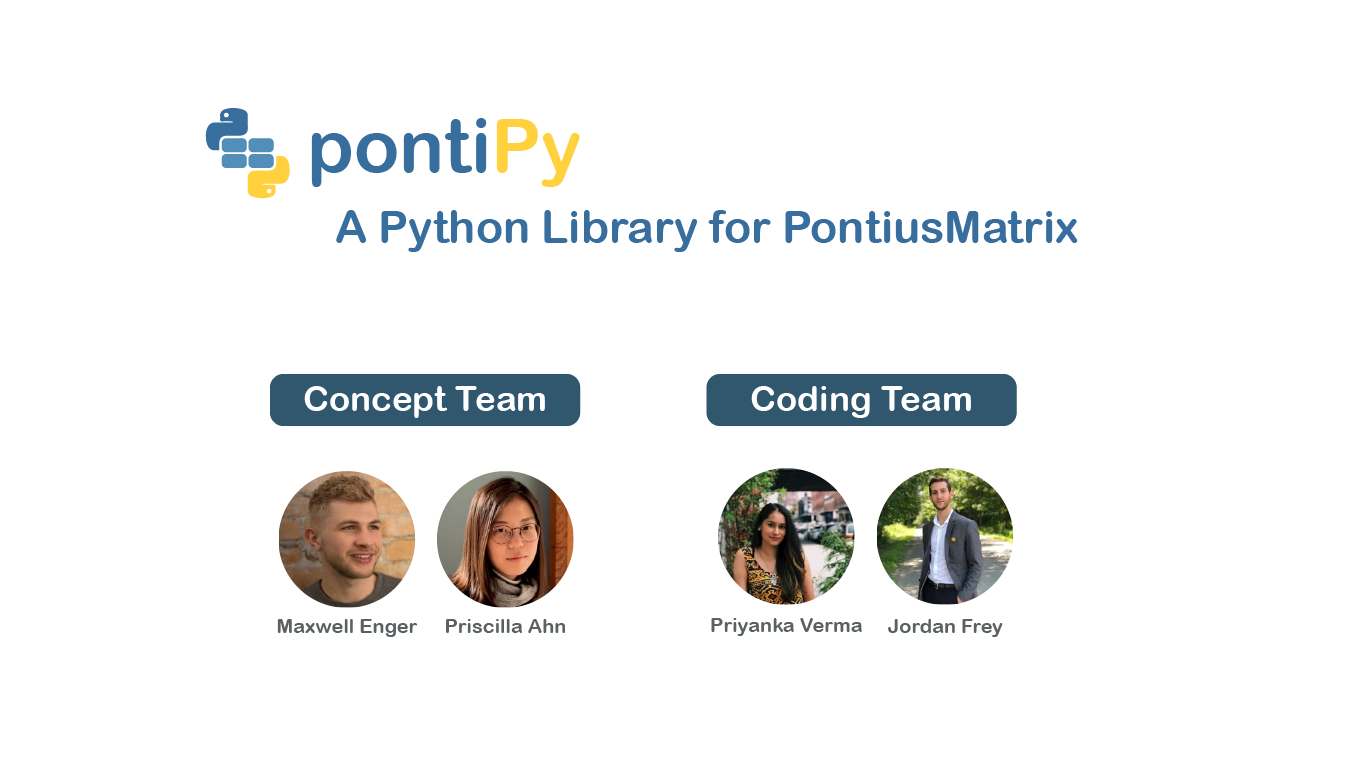 pontiPy
A Python Library for PontiusMatrix
Concept Team
Coding Team
Maxwell Enger
Priscilla Ahn
Priyanka Verma
Jordan Frey